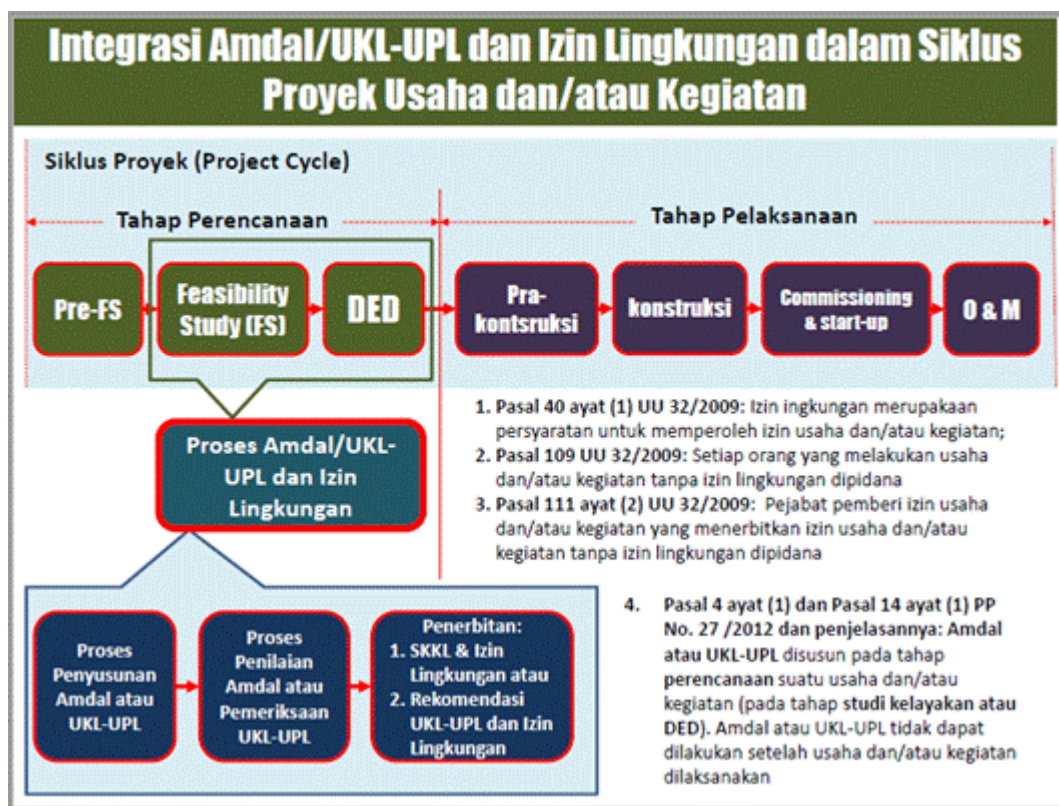 Integrasi Amdal/UKL-UPL dan Izin Lingkungan dalam Siklus
Proyek Usaha dan/atau Kegiatan
Siklus Proyek (Project Cycle)
Tahap Perencanaan
Tahap Pelaksanaan
Pre-FS
Feasibility
Study (FS)
DED
Pra-
kontsruksi
konstruksi
Commissioning
& start-up
O & M
Proses Amdal/UKL-
UPL dan Izin
Lingkungan
1. Pasal 40 ayat (1) UU 32/2009: Izin ingkungan merupakaan
persyaratan untuk memperoleh izin usaha dan/atau kegiatan;
2. Pasal 109 UU 32/2009: Setiap orang yang melakukan usaha
dan/atau kegiatan tanpa izin lingkungan dipidana
3. Pasal 111 ayat (2) UU 32/2009: Pejabat pemberi izin usaha
dan/atau kegiatan yang menerbitkan izin usaha dan/atau
kegiatan tanpa izin lingkungan dipidana
Proses
Penyusunan
Amdal atau
UKL-UPL
Proses
Penilaian
Amdal atau
Pemeriksaan
UKL-UPL
Penerbitan:
1. SKKL & Izin
Lingkungan atau
2. Rekomendasi
UKL-UPL dan Izin
Lingkungan
4. Pasal 4 ayat (1) dan Pasal 14 ayat (1) PP
No. 27 /2012 dan penjelasannya: Amdal
atau UKL-UPL disusun pada tahap
perencanaan suatu usaha dan/atau
kegiatan (pada tahap studi kelayakan atau
DED). Amdal atau UKL-UPL tidak dapat
dilakukan setelah usaha dan/atau kegiatan
dilaksanakan